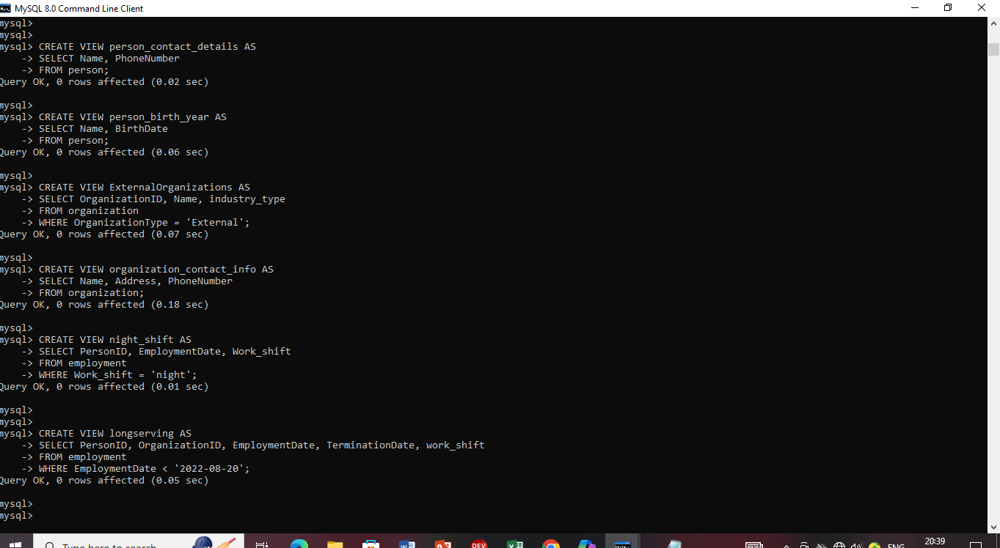 MySQL 8.0 Command Line Client
mysql>
mysql>
mysql> CREATE VIEW person_contact_details AS
    -> SELECT Name, PhoneNumber
    -> FROM person;
Query OK, 0 rows affected (0.02 sec)
mysql>
mysql> CREATE VIEW person_birth_year AS
    -> SELECT Name, BirthDate
    -> FROM person;
Query OK, 0 rows affected (0.06 sec)
mysql>
mysql> CREATE VIEW ExternalOrganizations AS
    -> SELECT OrganizationID, Name, industry_type
    -> FROM organization
    -> WHERE OrganizationType = 'External';
Query OK, 0 rows affected (0.07 sec)
mysql>
mysql> CREATE VIEW organization_contact_info AS
    -> SELECT Name, Address, PhoneNumber
    -> FROM organization;
Query OK, 0 rows affected (0.18 sec)
mysql>
mysql> CREATE VIEW night_shift AS
    -> SELECT PersonID, EmploymentDate, Work_shift
    -> FROM employment
    -> WHERE Work_shift = 'night';
Query OK, 0 rows affected (0.01 sec)
mysql>
mysql>
mysql> CREATE VIEW longserving AS
    -> SELECT PersonID, OrganizationID, EmploymentDate, TerminationDate, work_shift
    -> FROM employment
    -> WHERE EmploymentDate < '2022-08-20';
Query OK, 0 rows affected (0.05 sec)
mysql>
mysql>
Type here to search
DEV
ENG
20:39